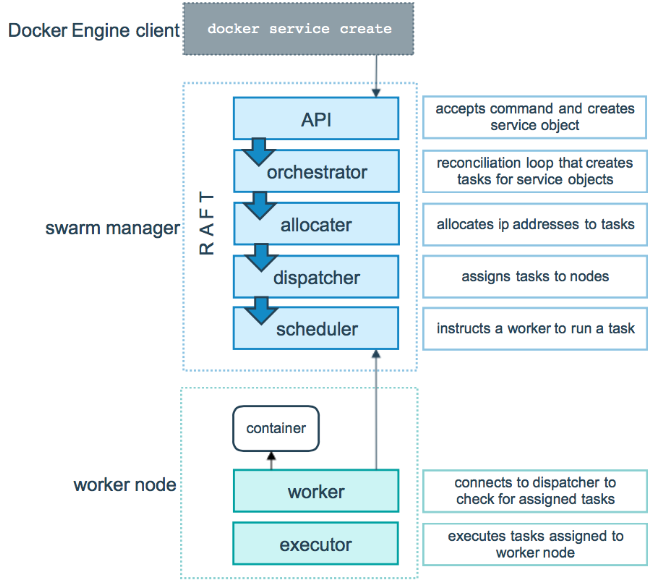 Docker Engine client
docker service create
API
accepts command and creates
service object
orchestrator
reconciliation loop that creates
tasks for service objects
swarm manager
RAFT
allocater
allocates ip addresses to tasks
dispatcher
assigns tasks to nodes
scheduler
instructs a worker to run a task
container
worker node
worker
connects to dispatcher to
check for assigned tasks
executor
executes tasks assigned to
worker node